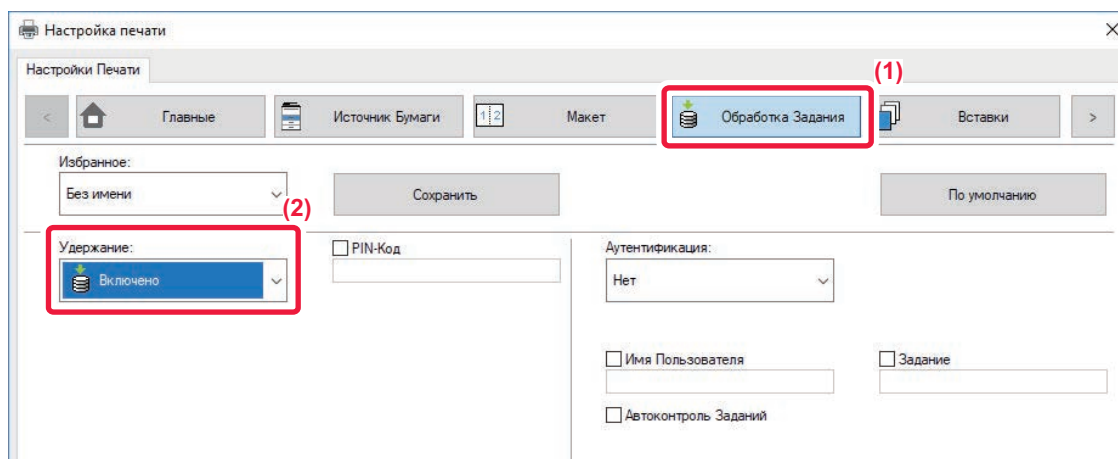 Настройка печати
Настройки Печати
(1)
< Главные Источник Бумаги 1 2 Макет Обработка Задания Вставки >
Избранное:
Без имени Сохранить По умолчанию
(2)
Удержание: PIN-Код Аутентификация:
Включено Нет
Имя Пользователя Задание
Автоконтроль Заданий